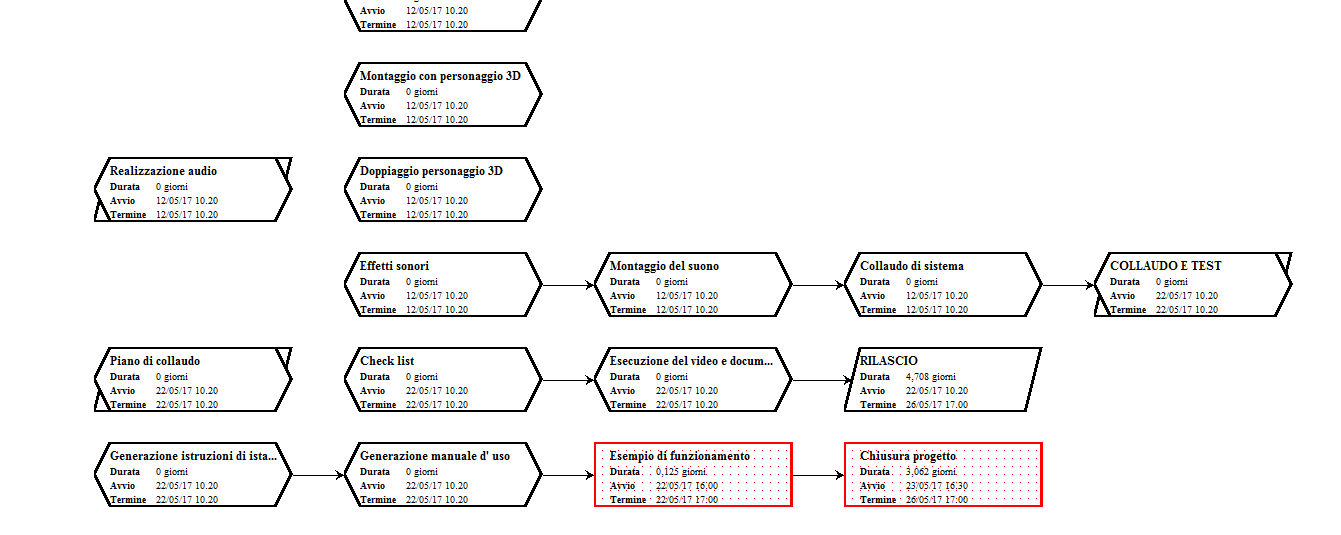 Avvio 12/05/17 10.20
Termine 12/05/17 10.20
Montaggio con personaggio 3D
Durata 0 giorni
Avvio 12/05/17 10.20
Termine 12/05/17 10.20
Realizzazione audio
Durata 0 giorni
Avvio 12/05/17 10.20
Termine 12/05/17 10.20
Doppiaggio personaggio 3D
Durata 0 giorni
Avvio 12/05/17 10.20
Termine 12/05/17 10.20
Effetti sonori
Durata 0 giorni
Avvio 12/05/17 10.20
Termine 12/05/17 10.20
Montaggio del suono
Durata 0 giorni
Avvio 12/05/17 10.20
Termine 12/05/17 10.20
Collaudo di sistema
Durata 0 giorni
Avvio 12/05/17 10.20
Termine 12/05/17 10.20
COLLAUDO E TEST
Durata 0 giorni
Avvio 22/05/17 10.20
Termine 22/05/17 10.20
Piano di collaudo
Durata 0 giorni
Avvio 22/05/17 10.20
Termine 22/05/17 10.20
Check list
Durata 0 giorni
Avvio 22/05/17 10.20
Termine 22/05/17 10.20
Esecuzione del video e docum...
Durata 0 giorni
Avvio 22/05/17 10.20
Termine 22/05/17 10.20
RILASCIO
Durata 4,708 giorni
Avvio 22/05/17 10.20
Termine 26/05/17 17.00
Generazione istruzioni di ista...
Durata 0 giorni
Avvio 22/05/17 10.20
Termine 22/05/17 10.20
Generazione manuale d' uso
Durata 0 giorni
Avvio 22/05/17 10.20
Termine 22/05/17 10.20
Esempio di funzionamento
Durata 0,125 giorni
Avvio 22/05/17 16.00
Termine 22/05/17 17.00
Chiusura progetto
Durata 3,062 giorni
Avvio 23/05/17 16.30
Termine 26/05/17 17.00